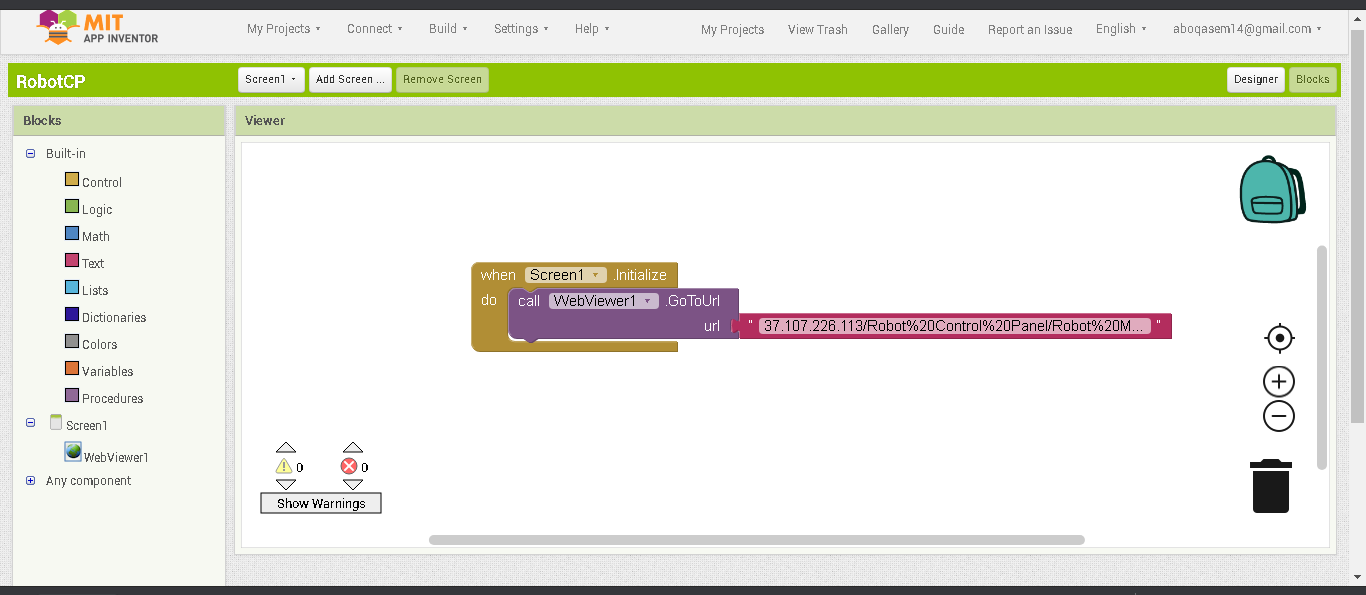 MIT
APP INVENTOR
My Projects Connect Build Settings Help My Projects View Trash Gallery Guide Report an Issue English aboqasem14@gmail.com
RobotCP Screen1 Add Screen ... Remove Screen Designer Blocks
Blocks
Built-in
Control
Logic
Math
Text
Lists
Dictionaries
Colors
Variables
Procedures
Screen1
WebViewer1
Any component
Viewer
when Screen1 .Initialize
do call WebViewer1 .GoToUrl
url " 37.107.226.113/Robot%20Control%20Panel/Robot%20M... "
0 0
Show Warnings